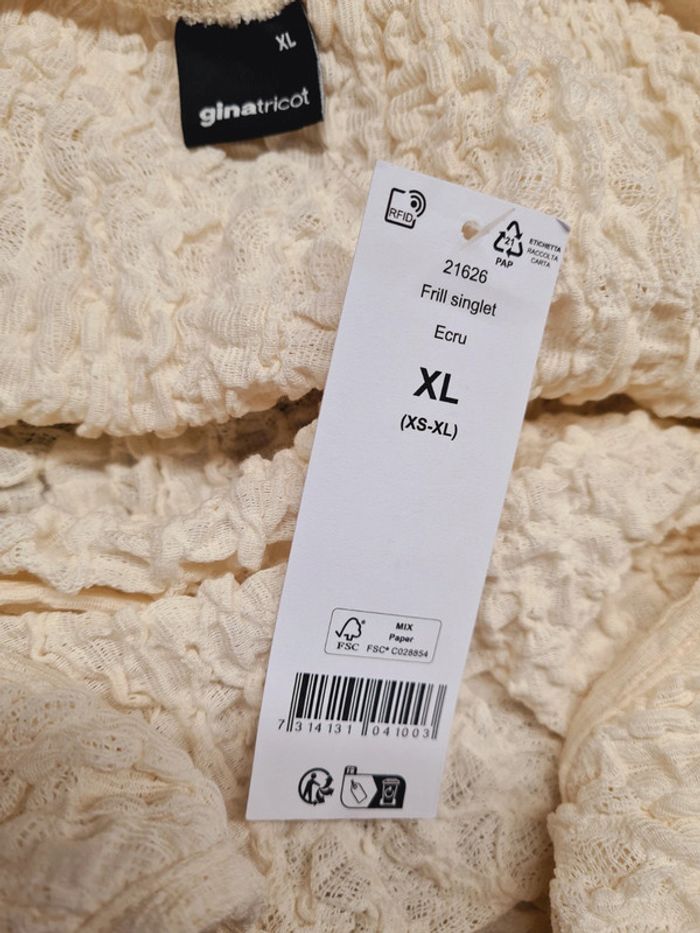 XL
ginatricot
RFID
21
PAP
ETICHETTA
RACCOLTA
CARTA
21626
Frill singlet
Ecru
XL
(XS-XL)
FSC®
MIX
Paper
FSC® C028854
7 314131 041003
FR